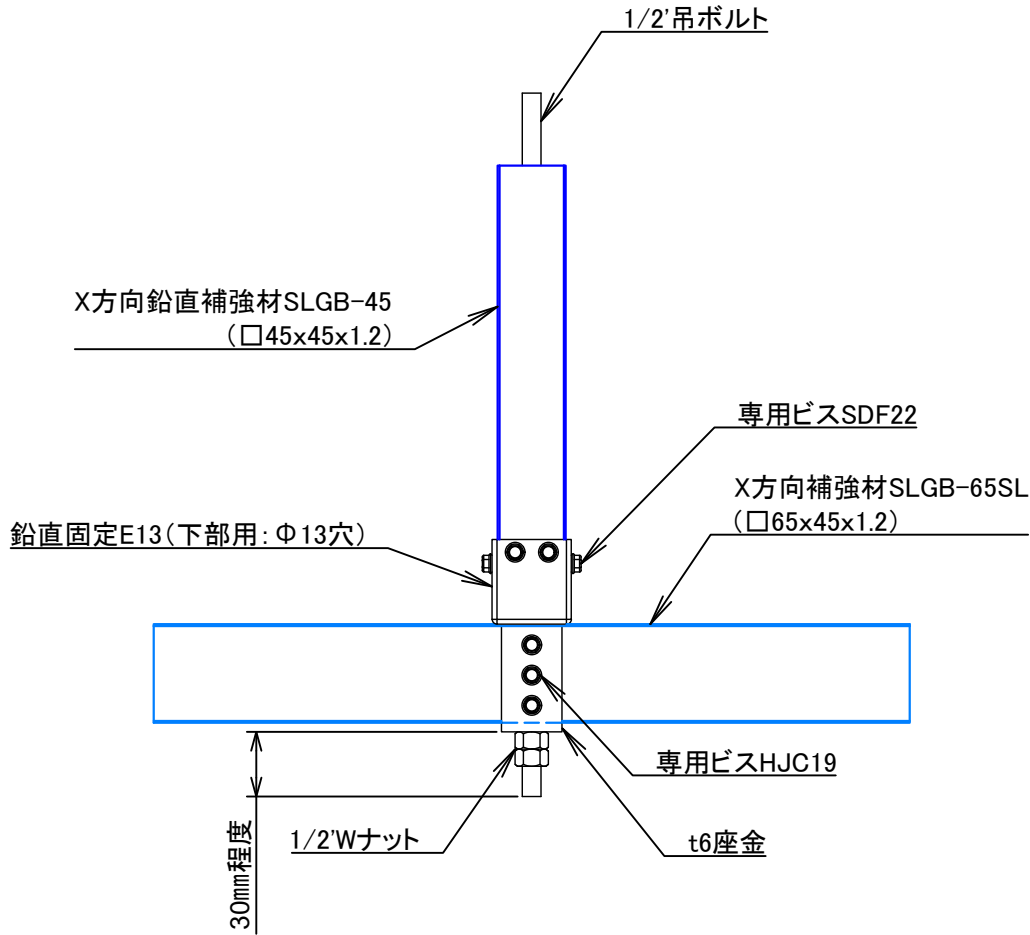 1/2'吊ボルト
X方向鉛直補強材SLGB-45
(□45x45x1.2)
専用ビスSDF22
X方向補強材SLGB-65SL
(□65x45x1.2)
鉛直固定E13(下部用:Φ13穴)
専用ビスHJC19
1/2'Wナット
t6座金
30mm程度